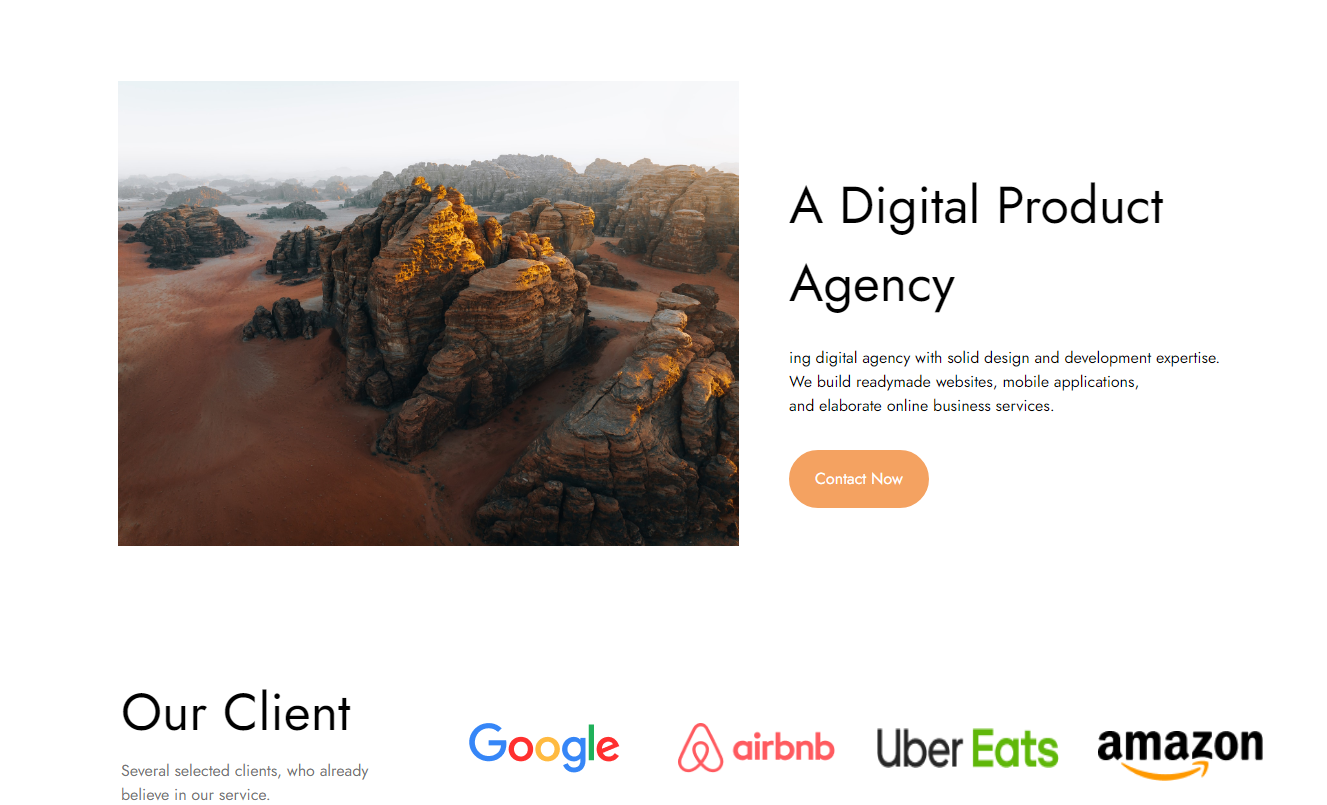 A Digital Product
Agency
ing digital agency with solid design and development expertise.
We build readymade websites, mobile applications,
and elaborate online business services.
Contact Now
Our Client
Several selected clients, who already
believe in our service.
Google
airbnb
Uber Eats
amazon